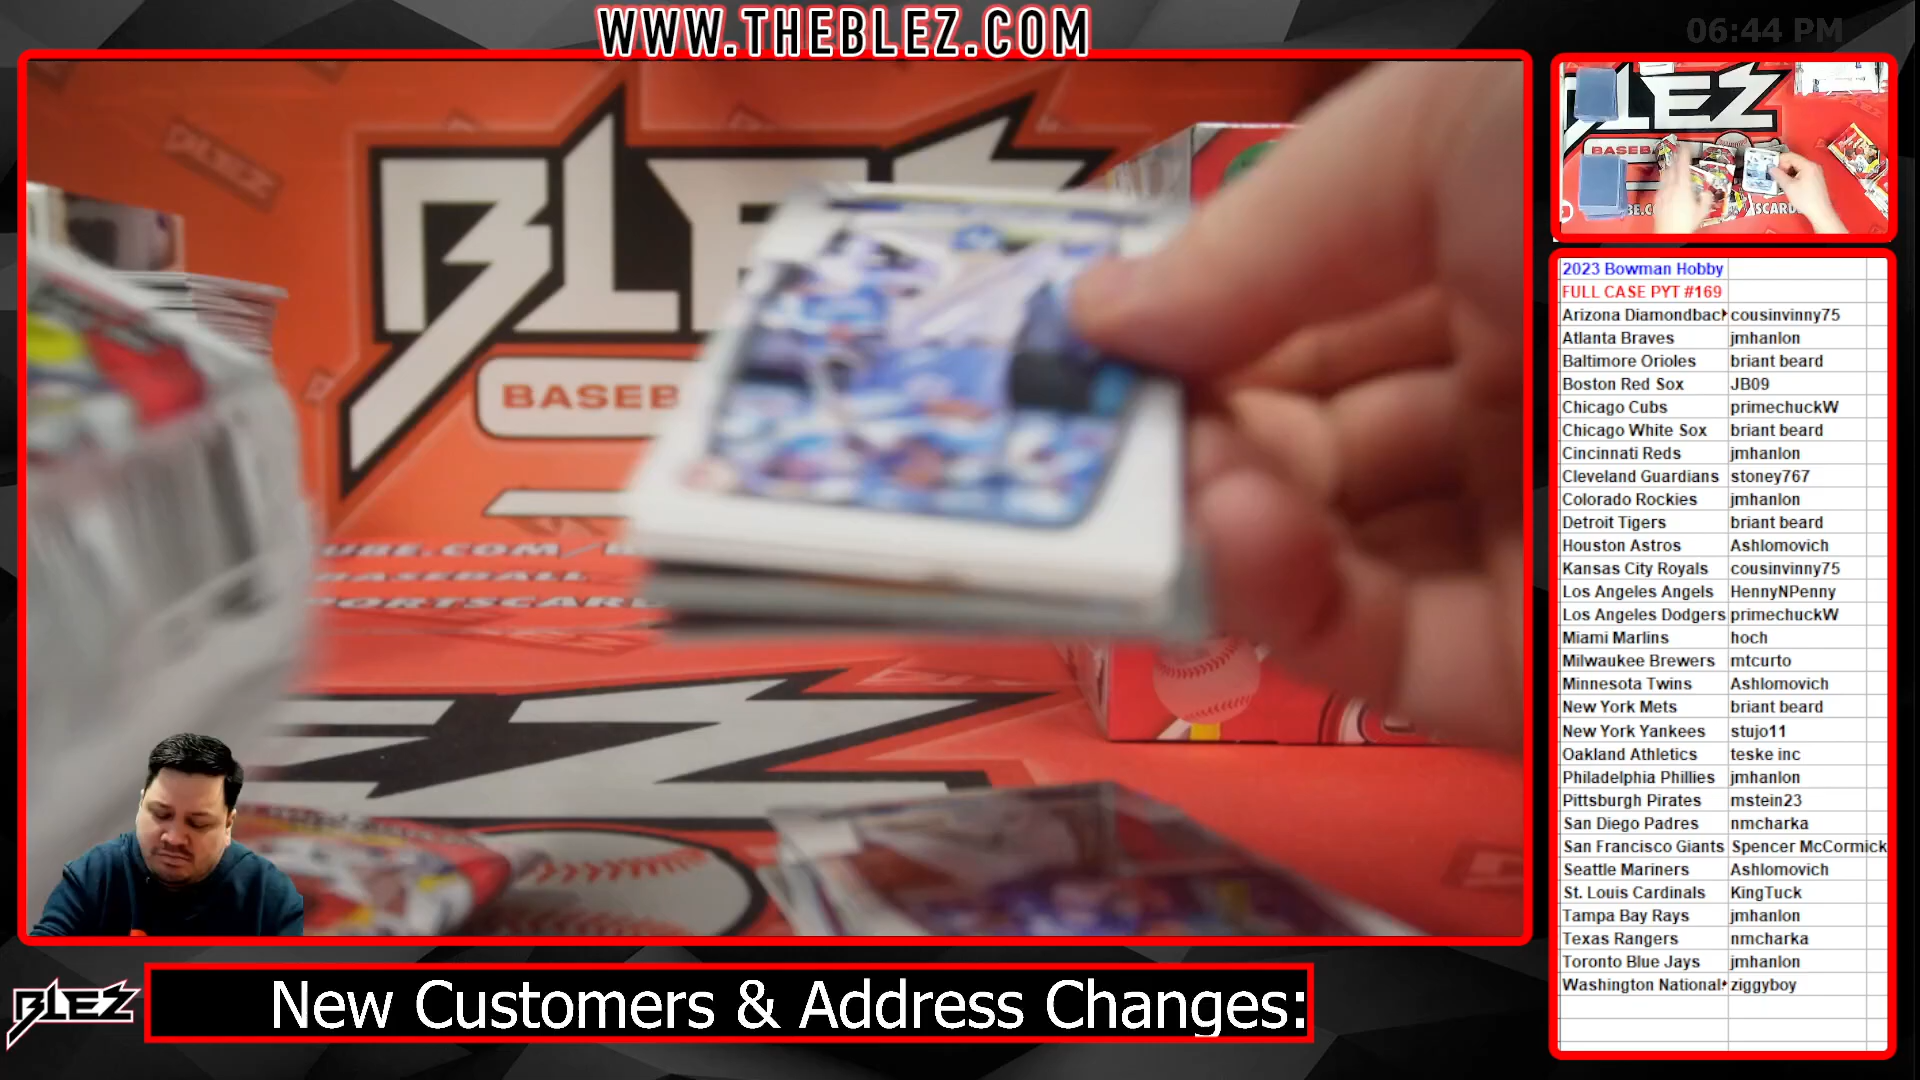 WWW.THEBLEZ.COM
06:44 PM
BLEZ
BASEB
BASEBALL
2023 Bowman Hobby
FULL CASE PYT #169
Arizona Diamondbac cousinvinny75
Atlanta Braves jmhanlon
Baltimore Orioles briant beard
Boston Red Sox JB09
Chicago Cubs primechuckW
Chicago White Sox briant beard
Cincinnati Reds jmhanlon
Cleveland Guardians stoney767
Colorado Rockies jmhanlon
Detroit Tigers briant beard
Houston Astros Ashlomovich
Kansas City Royals cousinvinny75
Los Angeles Angels HennyNPenny
Los Angeles Dodgers primechuckW
Miami Marlins hoch
Milwaukee Brewers mtcurto
Minnesota Twins Ashlomovich
New York Mets briant beard
New York Yankees stujo11
Oakland Athletics teske inc
Philadelphia Phillies jmhanlon
Pittsburgh Pirates mstein23
San Diego Padres nmcharka
San Francisco Giants Spencer McCormick
Seattle Mariners Ashlomovich
St. Louis Cardinals KingTuck
Tampa Bay Rays jmhanlon
Texas Rangers nmcharka
Toronto Blue Jays jmhanlon
Washington National ziggyboy
BLEZ
New Customers & Address Changes: